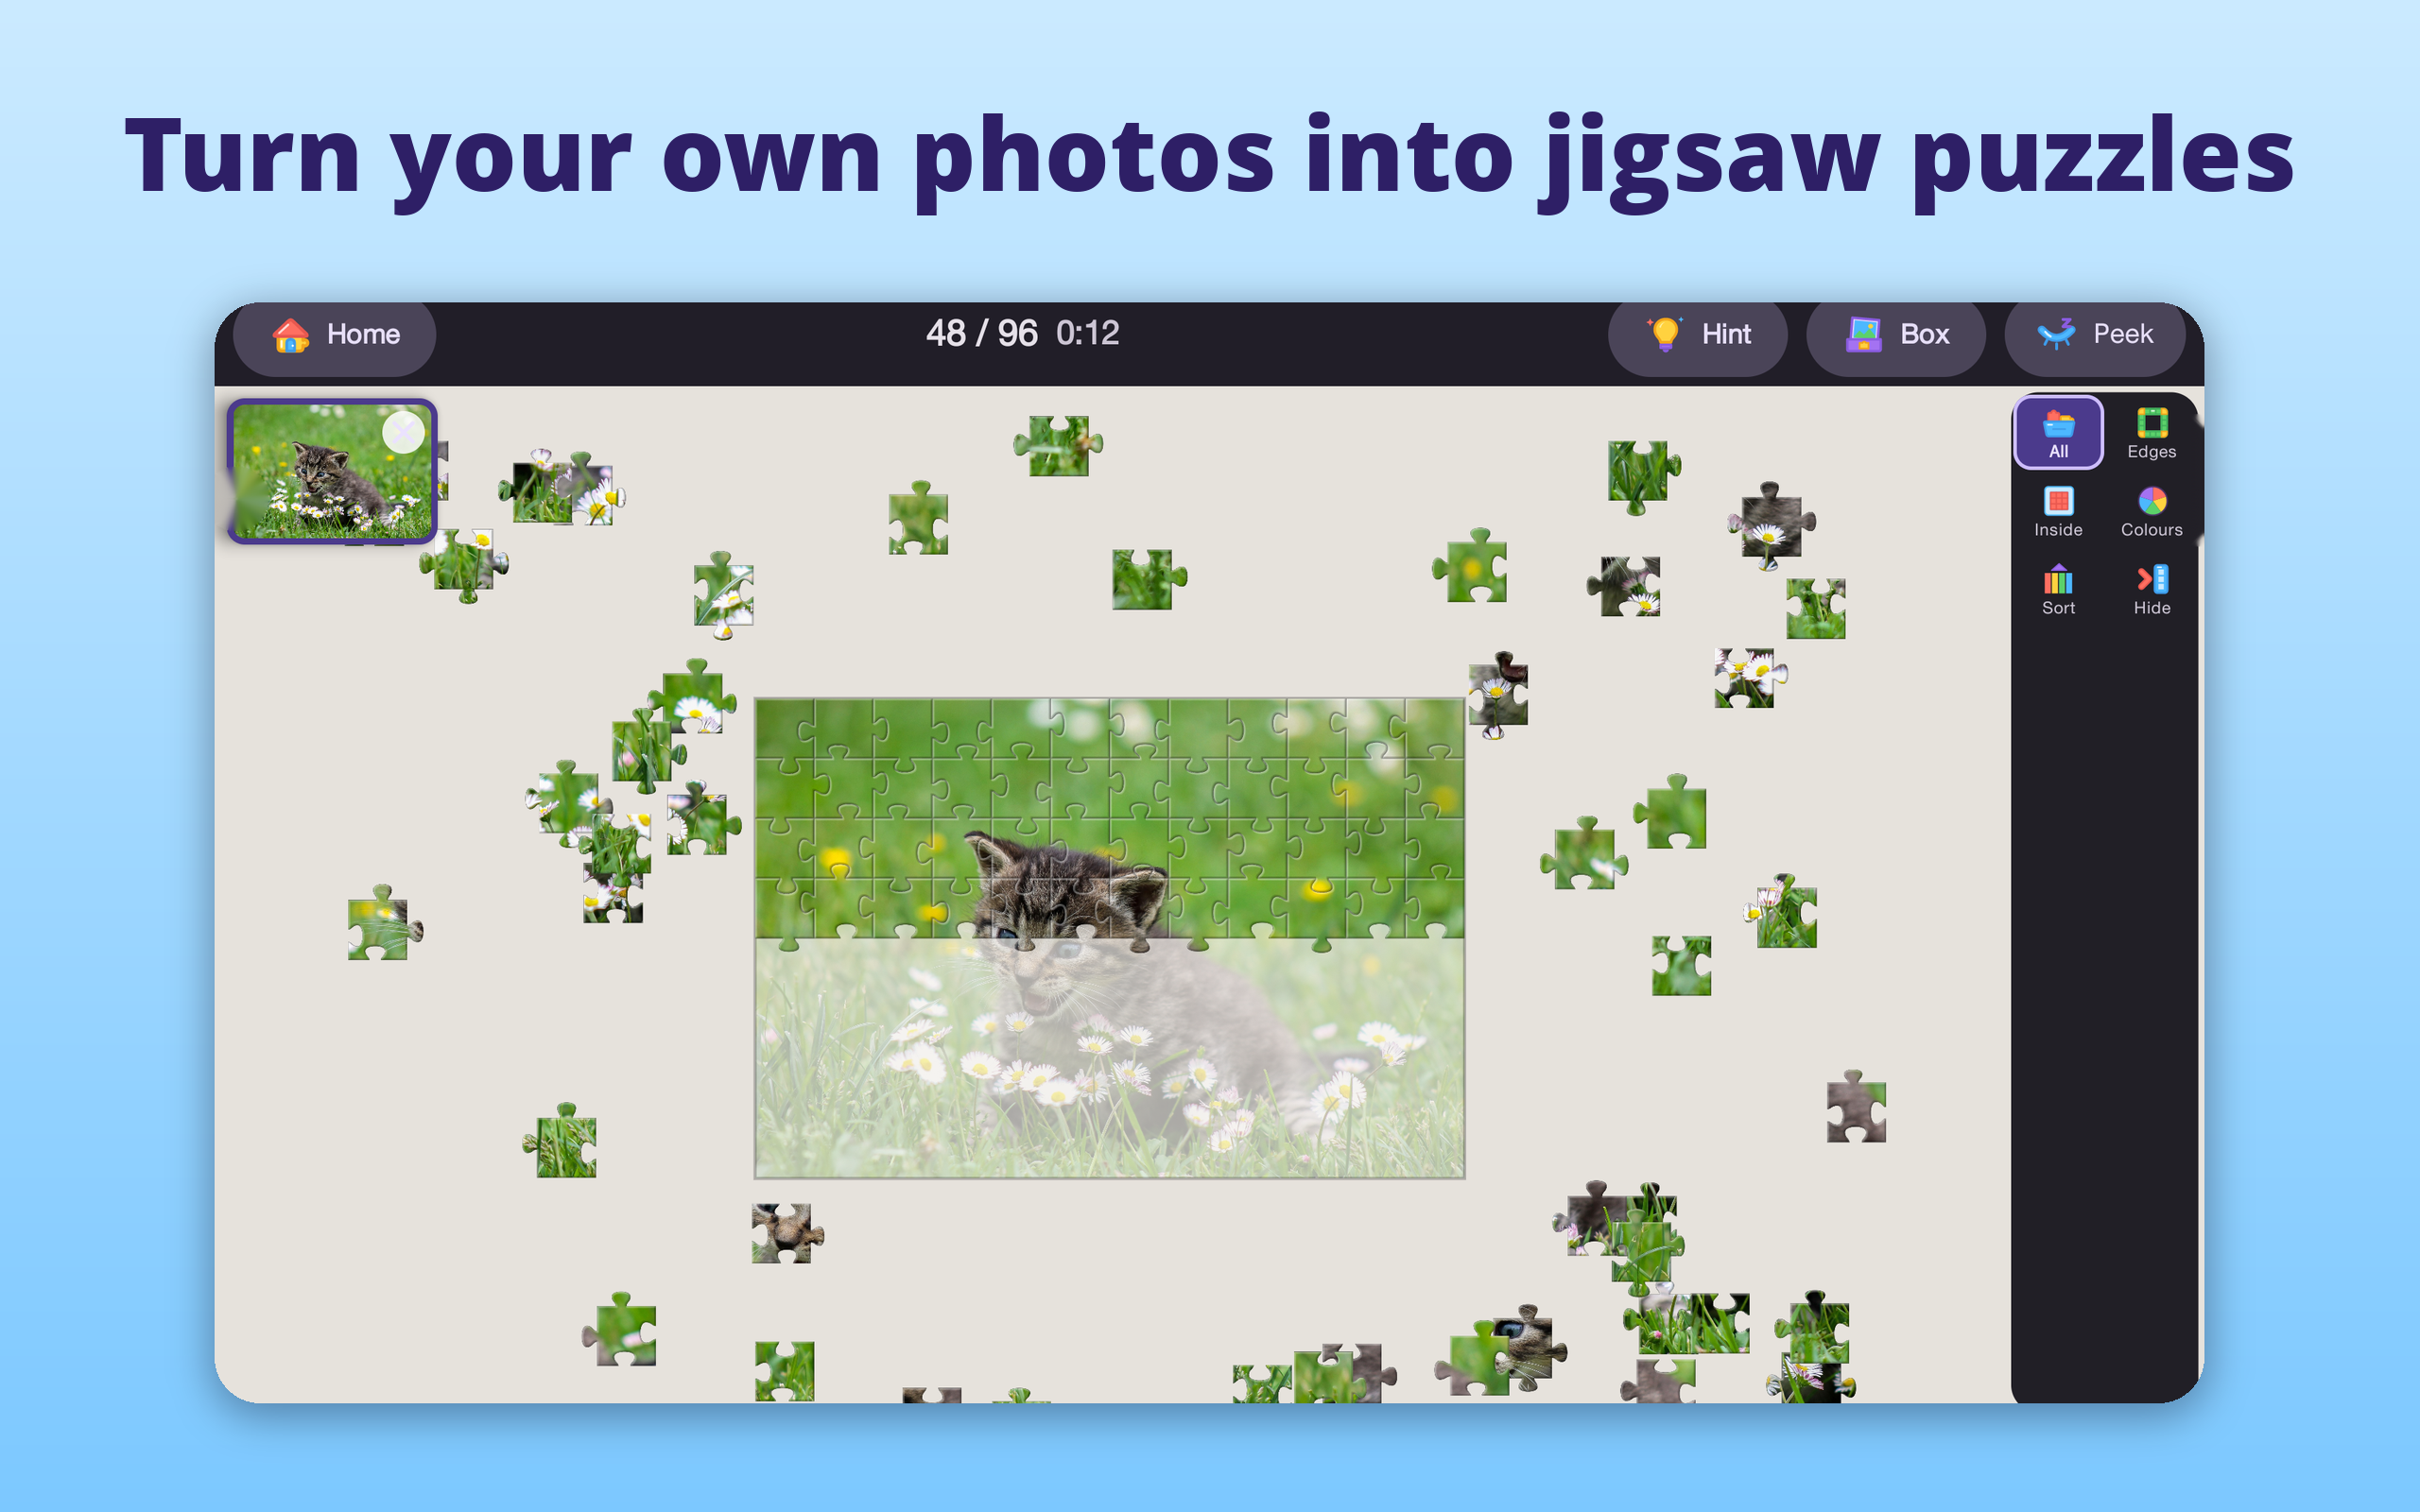 Turn your own photos into jigsaw puzzles
Home
48 / 96 0:12
Hint
Box
Peek
All
Edges
Inside
Colours
Sort
Hide